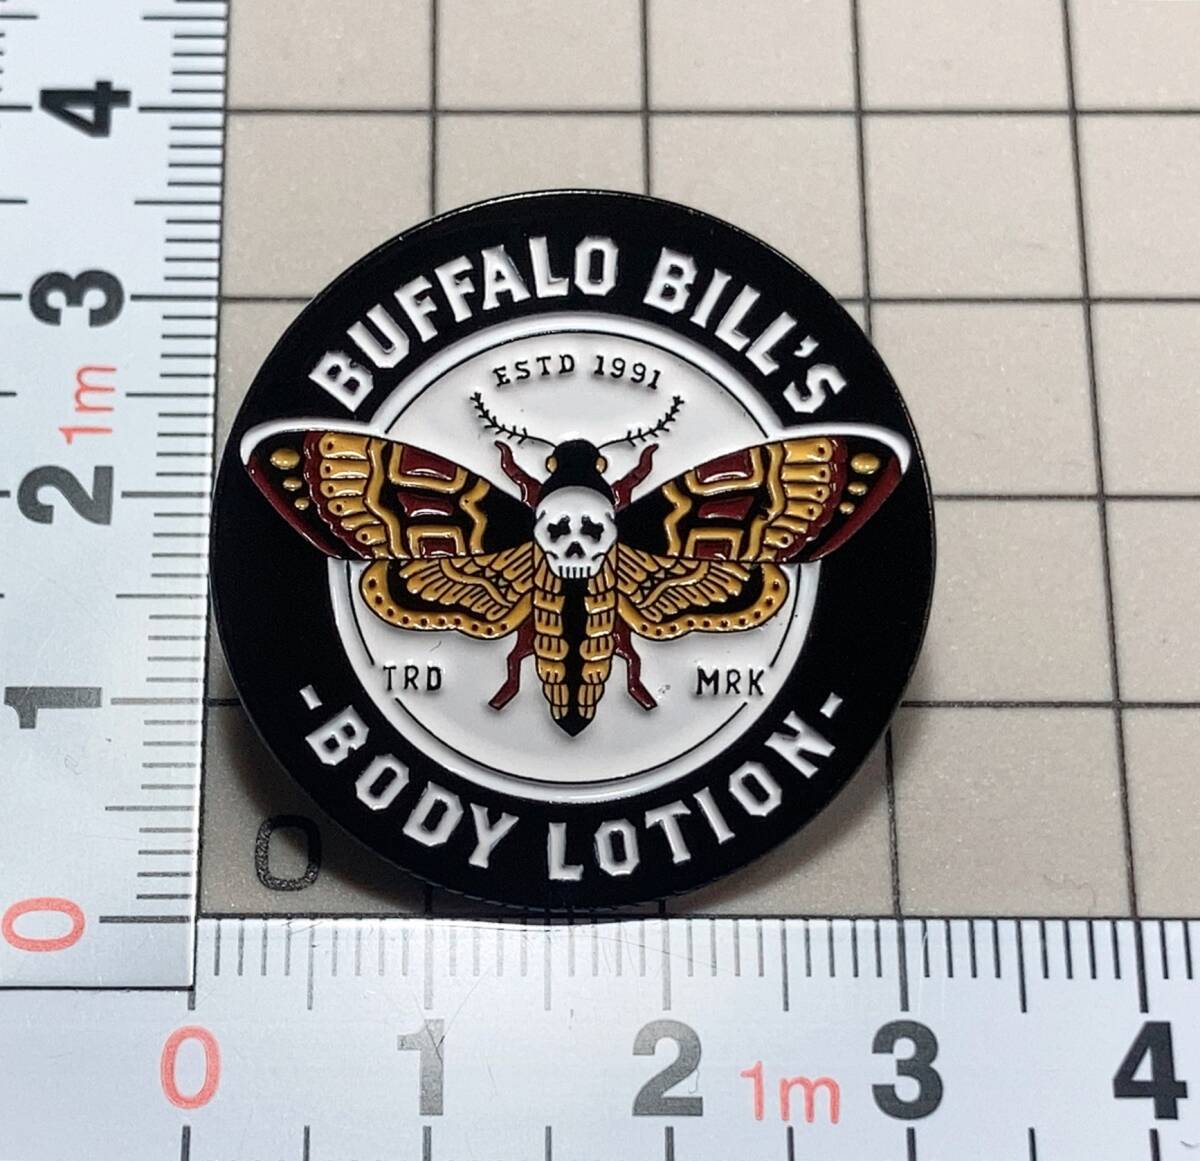 BUFFALO BILL'S
ESTD 1991
TRD MRK
-BODY LOTION-
4
3
1m
2
1
0
0
0 1 2 1m 3 4